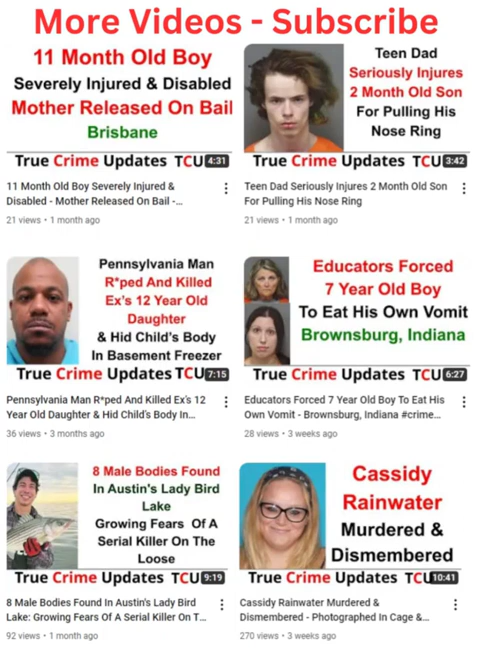 More Videos - Subscribe
11 Month Old Boy
Severely Injured & Disabled
Mother Released On Bail
Brisbane
True Crime Updates TCU 4:31
11 Month Old Boy Severely Injured &
Disabled - Mother Released On Bail -...
21 views • 1 month ago
Teen Dad
Seriously Injures
2 Month Old Son
For Pulling His
Nose Ring
True Crime Updates TCU 3:42
Teen Dad Seriously Injures 2 Month Old Son
For Pulling His Nose Ring
21 views • 1 month ago
Pennsylvania Man
R*ped And Killed
Ex's 12 Year Old
Daughter
& Hid Child's Body
In Basement Freezer
True Crime Updates TCU 7:15
Pennsylvania Man R*ped And Killed Ex's 12
Year Old Daughter & Hid Child's Body In...
36 views • 3 months ago
Educators Forced
7 Year Old Boy
To Eat His Own Vomit
Brownsburg, Indiana
True Crime Updates TCU 6:27
Educators Forced 7 Year Old Boy To Eat His
Own Vomit - Brownsburg, Indiana #crime...
28 views • 3 weeks ago
8 Male Bodies Found
In Austin's Lady Bird
Lake
Growing Fears Of A
Serial Killer On The
Loose
True Crime Updates TCU 9:19
8 Male Bodies Found In Austin's Lady Bird
Lake: Growing Fears Of A Serial Killer On T...
92 views • 1 month ago
Cassidy
Rainwater
Murdered &
Dismembered
True Crime Updates TCU 10:41
Cassidy Rainwater Murdered &
Dismembered - Photographed In Cage &...
270 views • 3 weeks ago